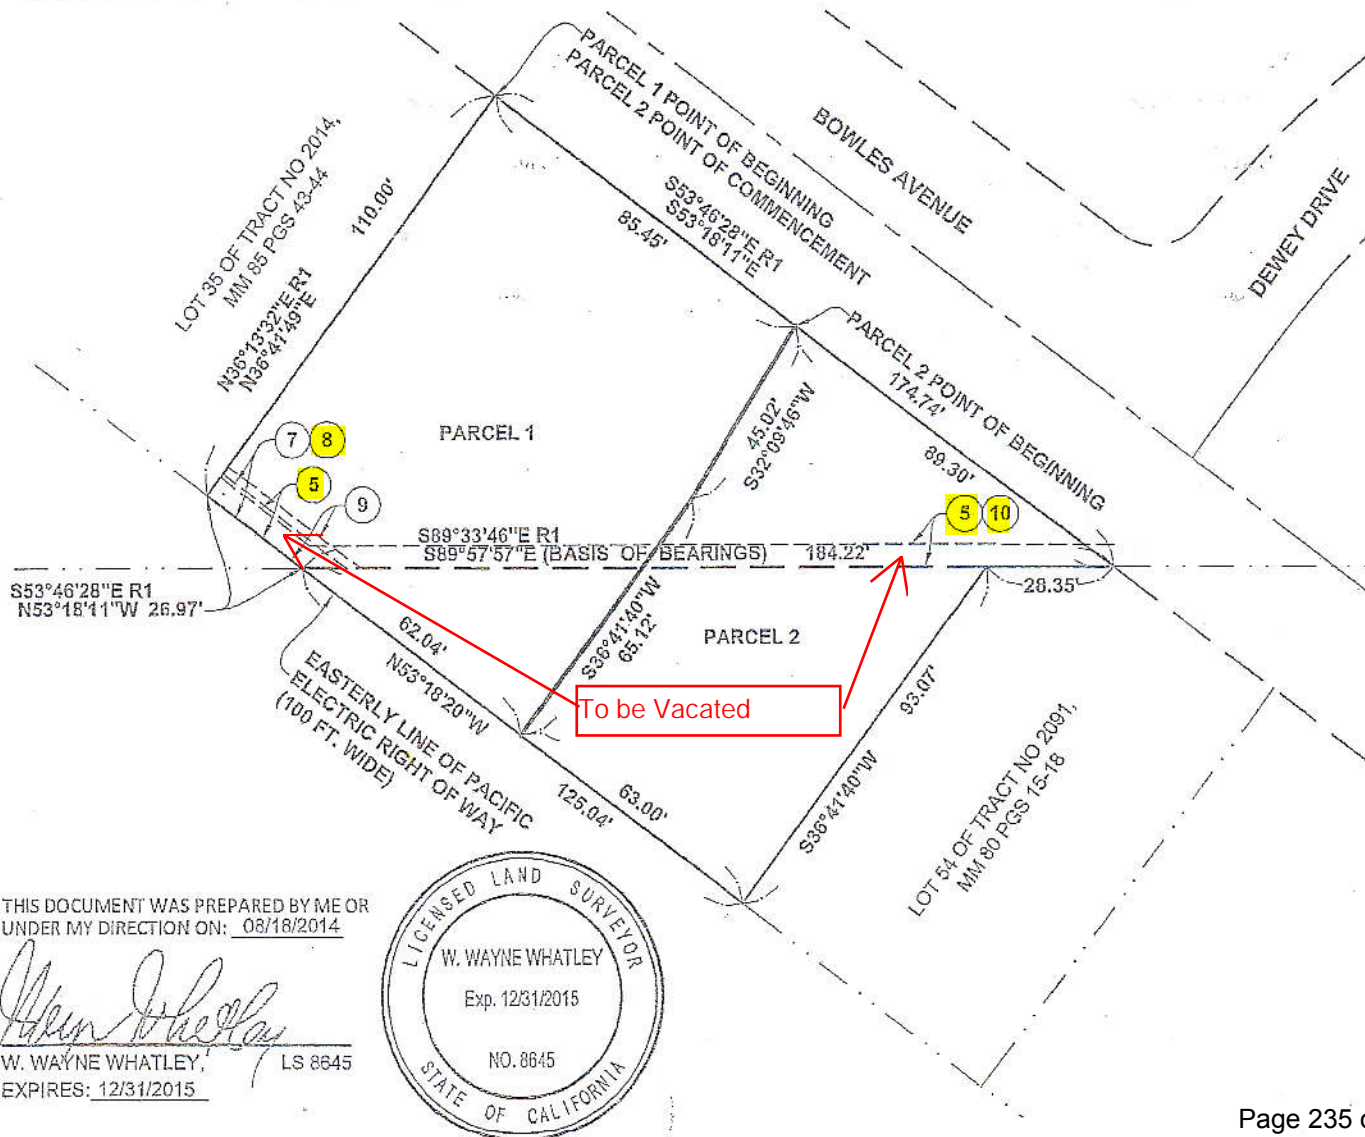 PARCEL 1 POINT OF BEGINNING
PARCEL 2 POINT OF COMMENCEMENT
BOWLES AVENUE
DEWEY DRIVE
LOT 35 OF TRACT NO 2014,
MM 85 PGS 43-44
110.00'
N36°13'32"E R1
N36°41'49"E
S53°46'28"E R1
S53°18'11"E
85.45'
PARCEL 2 POINT OF BEGINNING
174.74'
89.30'
45.02'
S32°09'46"W
PARCEL 1
7
8
5
9
5
10
S89°33'46"E R1
S89°57'57"E (BASIS OF BEARINGS)
184.22'
28.35'
S53°46'28"E R1
N53°18'11"W 26.97'
62.04'
N53°18'20"W
S36°41'40"W
65.12'
PARCEL 2
To be Vacated
EASTERLY LINE OF PACIFIC
ELECTRIC RIGHT OF WAY
(100 FT. WIDE)
125.04'
63.00'
93.07'
S36°41'40"W
LOT 54 OF TRACT NO 2091,
MM 80 PGS 15-18
THIS DOCUMENT WAS PREPARED BY ME OR
UNDER MY DIRECTION ON: 08/18/2014
W. WAYNE WHATLEY, LS 8645
EXPIRES: 12/31/2015
LICENSED LAND SURVEYOR
W. WAYNE WHATLEY
Exp. 12/31/2015
NO. 8645
STATE OF CALIFORNIA
Page 235 o